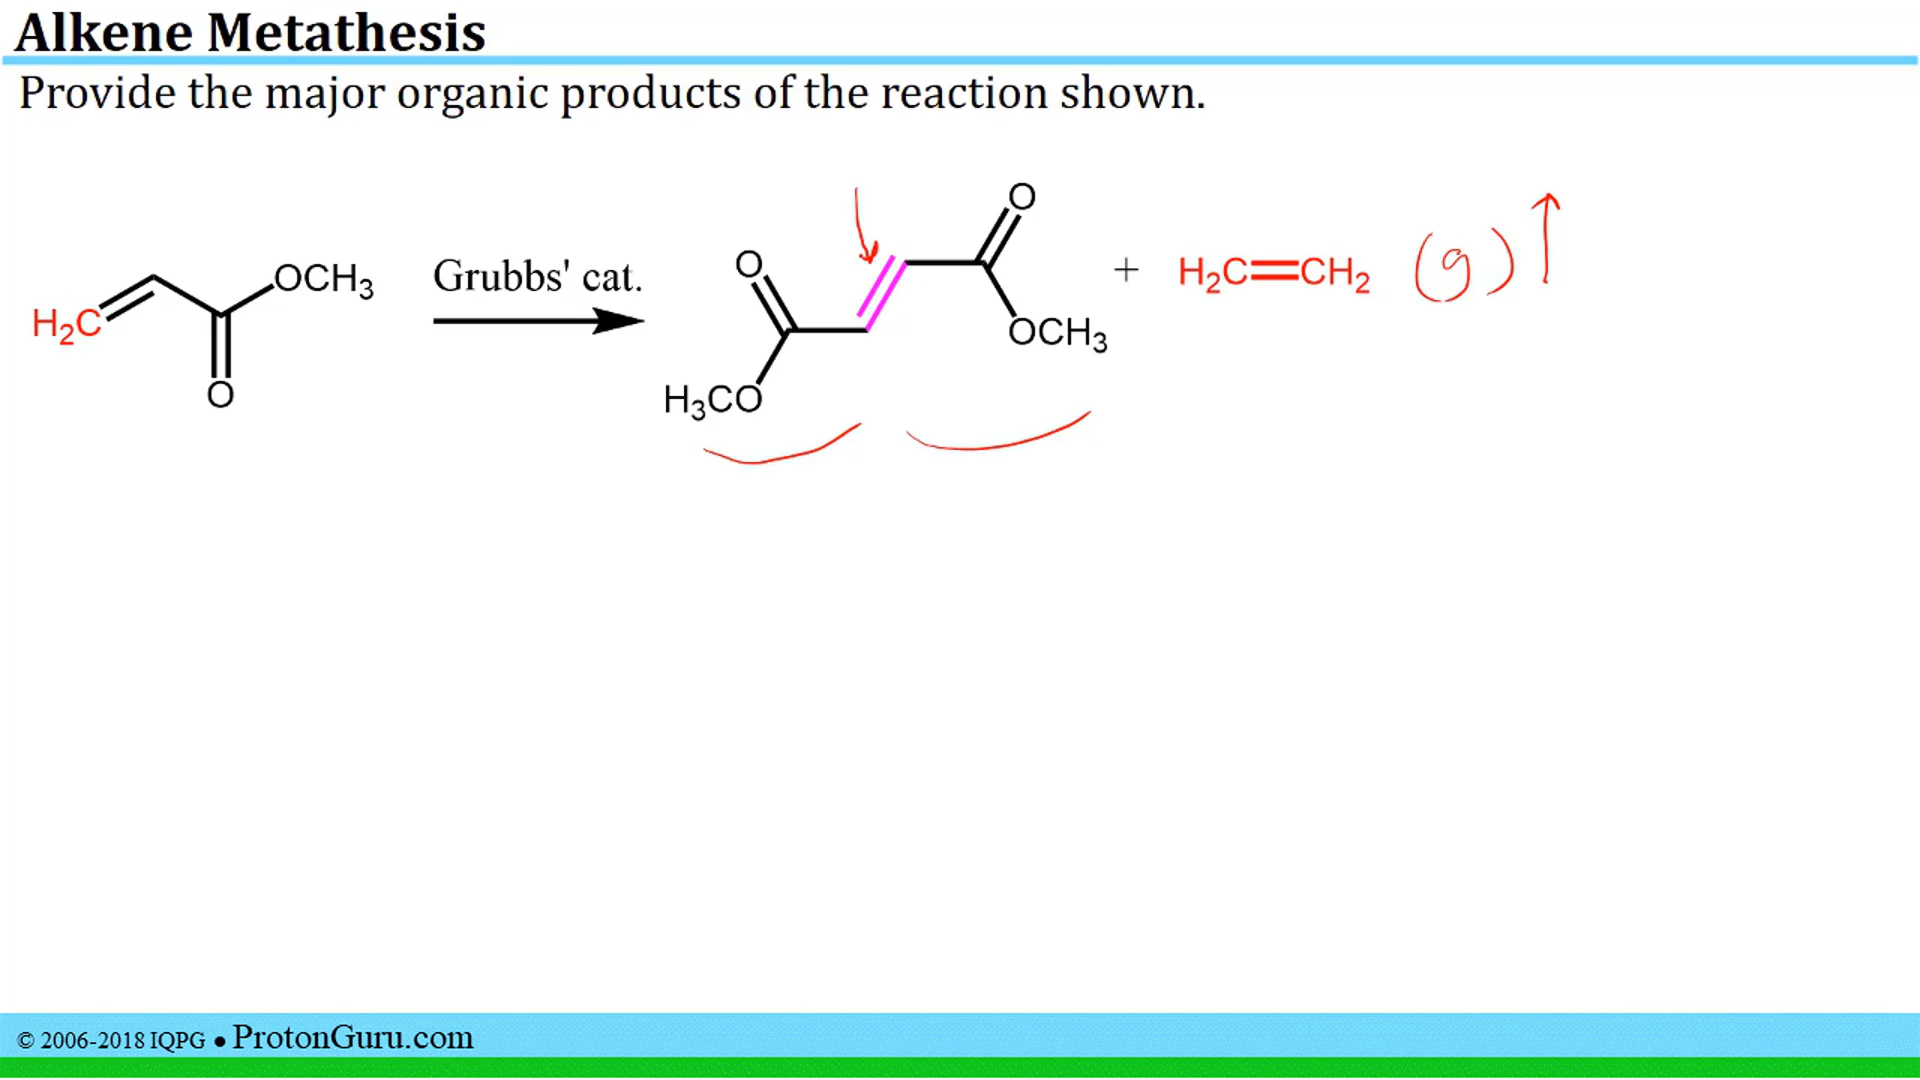 Alkene Metathesis
Provide the major organic products of the reaction shown.
H₂C
OCH₃
O
Grubbs' cat.
O
H₃CO
O
OCH₃
+
H₂C=CH₂
(g)↑
© 2006-2018 IQPG ● ProtonGuru.com